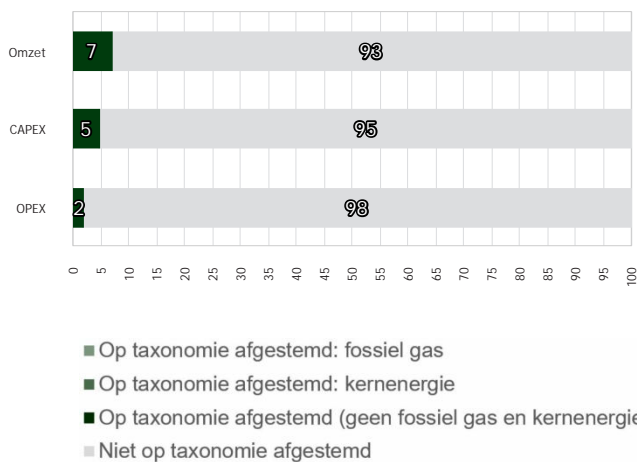 Omzet 7 93
CAPEX 5 95
OPEX 2 98
0 5 10 15 20 25 30 35 40 45 50 55 60 65 70 75 80 85 90 95 100
Op taxonomie afgestemd: fossiel gas
Op taxonomie afgestemd: kernenergie
Op taxonomie afgestemd (geen fossiel gas en kernenergie
Niet op taxonomie afgestemd